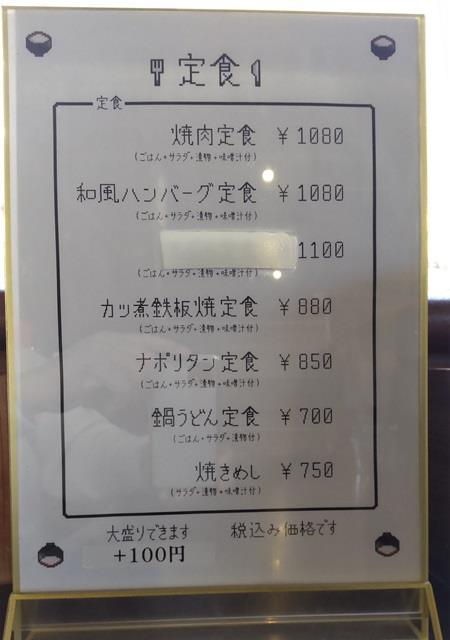 定食
定食
焼肉定食 ¥1080
(ごはん+サラダ+漬物+味噌汁付)
和風ハンバーグ定食 ¥1080
(ごはん+サラダ+漬物+味噌汁付)
1100
(ごはん+サラダ+漬物+味噌汁付)
カツ煮鉄板焼定食 ¥880
(ごはん+サラダ+漬物+味噌汁付)
ナポリタン定食 ¥850
(ごはん+サラダ+漬物+味噌汁付)
鍋うどん定食 ¥700
(ごはん+サラダ+漬物付)
焼きめし ¥750
(サラダ+漬物+味噌汁付)
大盛りできます 税込み価格です
+100円